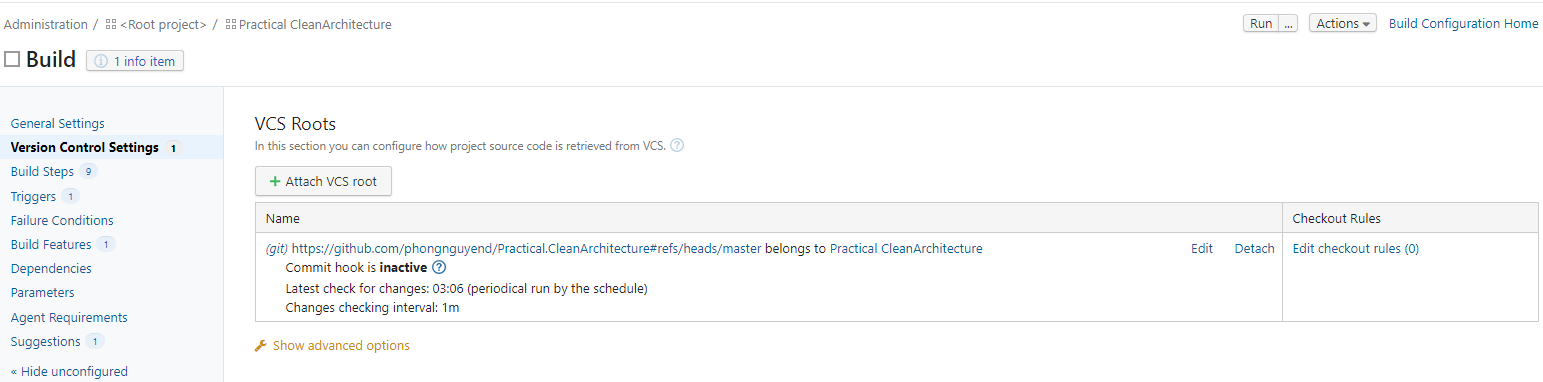 Administration / <Root project> / Practical CleanArchitecture
Run ... Actions Build Configuration Home
Build 1 info item
General Settings
Version Control Settings 1
Build Steps 9
Triggers 1
Failure Conditions
Build Features 1
Dependencies
Parameters
Agent Requirements
Suggestions 1
« Hide unconfigured
VCS Roots
In this section you can configure how project source code is retrieved from VCS. ?
+ Attach VCS root
Name Checkout Rules
(git) https://github.com/phongnguyend/Practical.CleanArchitecture#refs/heads/master belongs to Practical CleanArchitecture Edit Detach Edit checkout rules (0)
Commit hook is inactive ?
Latest check for changes: 03:06 (periodical run by the schedule)
Changes checking interval: 1m
Show advanced options